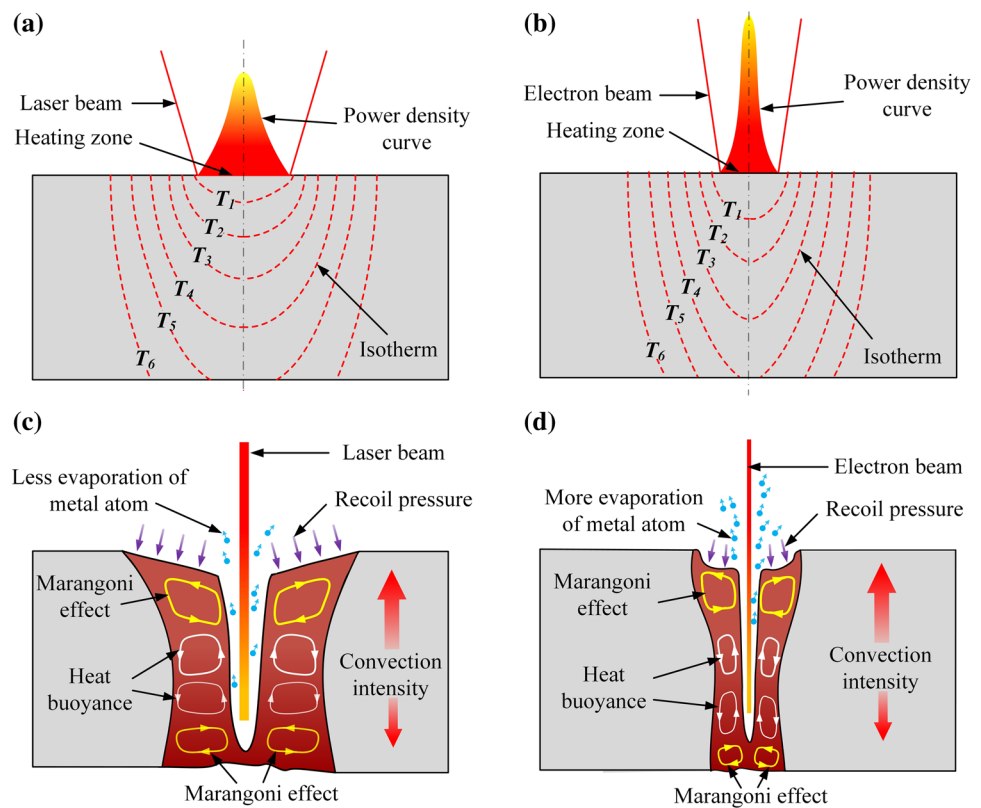 (a)
Laser beam
Heating zone
Power density
curve
T1
T2
T3
T4
T5
T6
Isotherm
(b)
Electron beam
Heating zone
Power density
curve
T1
T2
T3
T4
T5
T6
Isotherm
(c)
Laser beam
Less evaporation of
metal atom
Recoil pressure
Marangoni
effect
Heat
buoyance
Convection
intensity
Marangoni effect
(d)
Electron beam
More evaporation
of metal atom
Recoil pressure
Marangoni
effect
Heat
buoyance
Convection
intensity
Marangoni effect